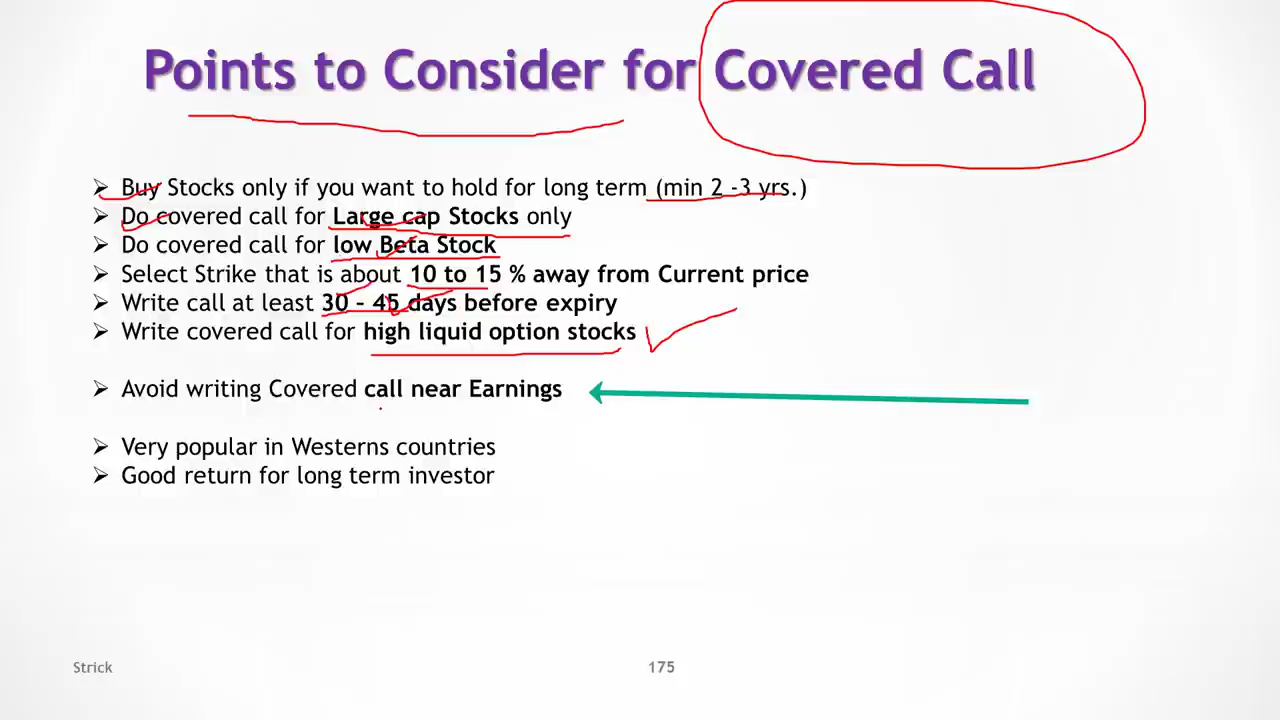 Points to Consider for Covered Call
➢ Buy Stocks only if you want to hold for long term (min 2 -3 yrs.)
➢ Do covered call for Large cap Stocks only
➢ Do covered call for low Beta Stock
➢ Select Strike that is about 10 to 15 % away from Current price
➢ Write call at least 30 – 45 days before expiry
➢ Write covered call for high liquid option stocks
➢ Avoid writing Covered call near Earnings
➢ Very popular in Westerns countries
➢ Good return for long term investor
Strick
175